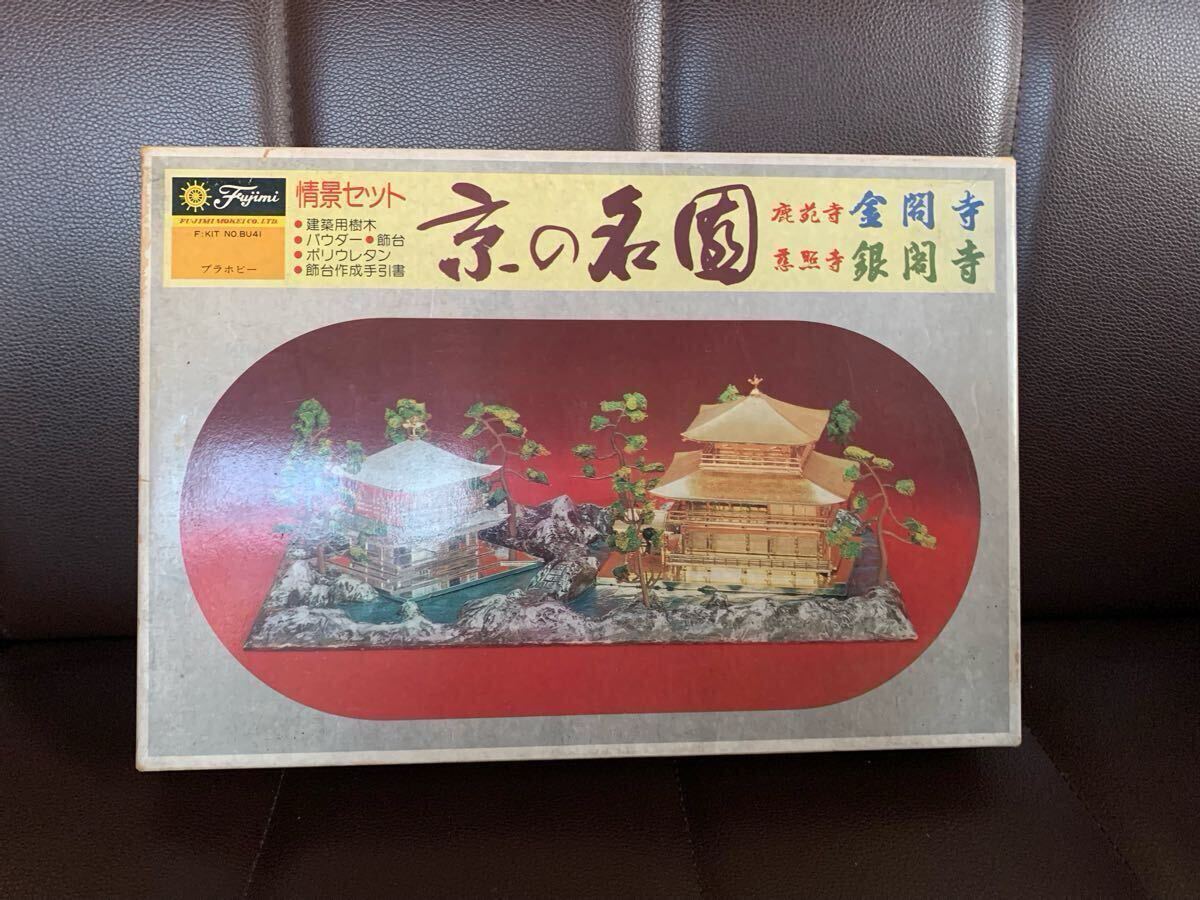 Fujimi
FUJIMI MOKEI CO. LTD.
F:KIT NO.BU41
プラホビー
情景セット
●建築用樹木
●パウダー●飾台
●ポリウレタン
●飾台作成手引書
京の名園
鹿苑寺 金閣寺
慈照寺 銀閣寺